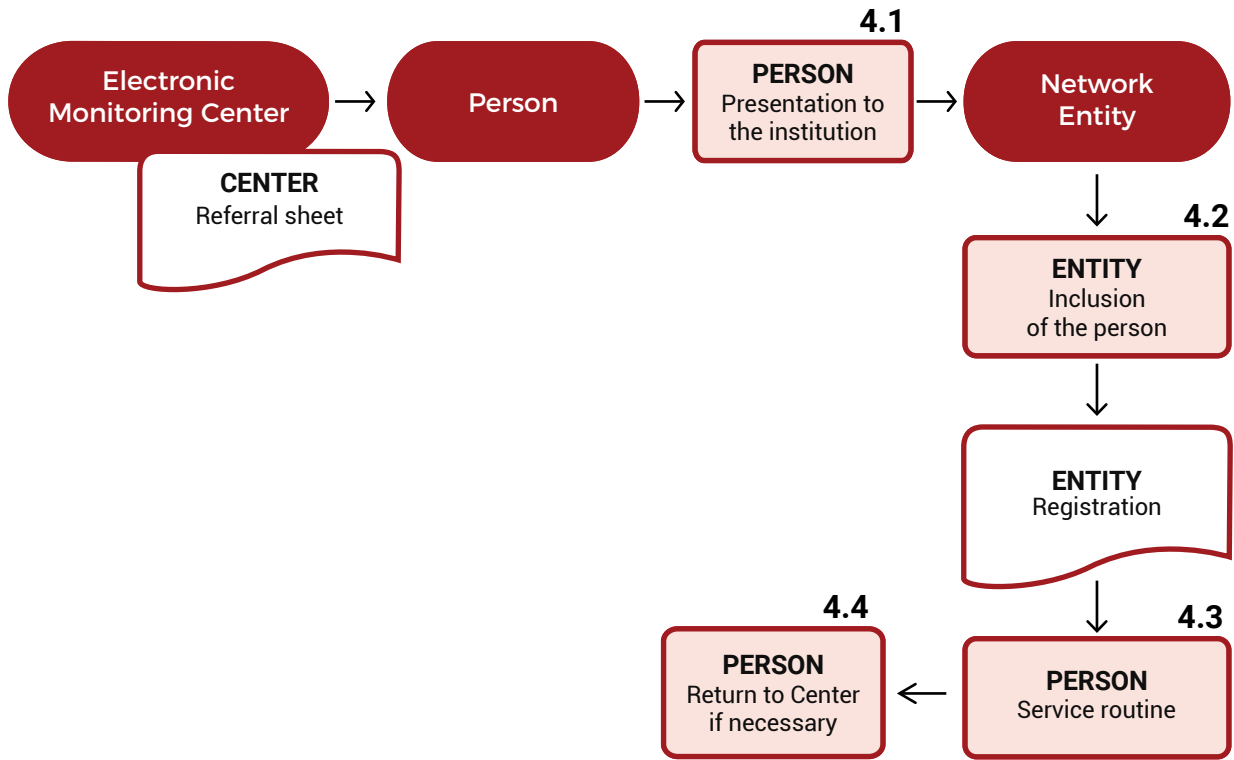 Electronic
Monitoring Center
CENTER
Referral sheet
Person
4.1
PERSON
Presentation to
the institution
Network
Entity
4.2
ENTITY
Inclusion
of the person
ENTITY
Registration
4.3
PERSON
Service routine
4.4
PERSON
Return to Center
if necessary